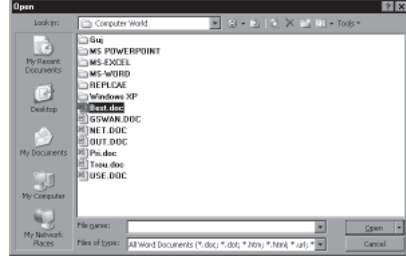 Open
Look in: Computer World
Tools
Guj
MS POWERPOINT
MS-EXCEL
MS-WORD
REPLCAE
Windows XP
Best.doc
GSWAN.DOC
NET.DOC
OUT.DOC
Psi.doc
Trou.doc
USE.DOC
My Recent
Documents
Desktop
My Documents
My Computer
My Network
Places
File name:
Open
Files of type: All Word Documents (*.doc; *.dot; *.htm; *.html; *.url; *
Cancel